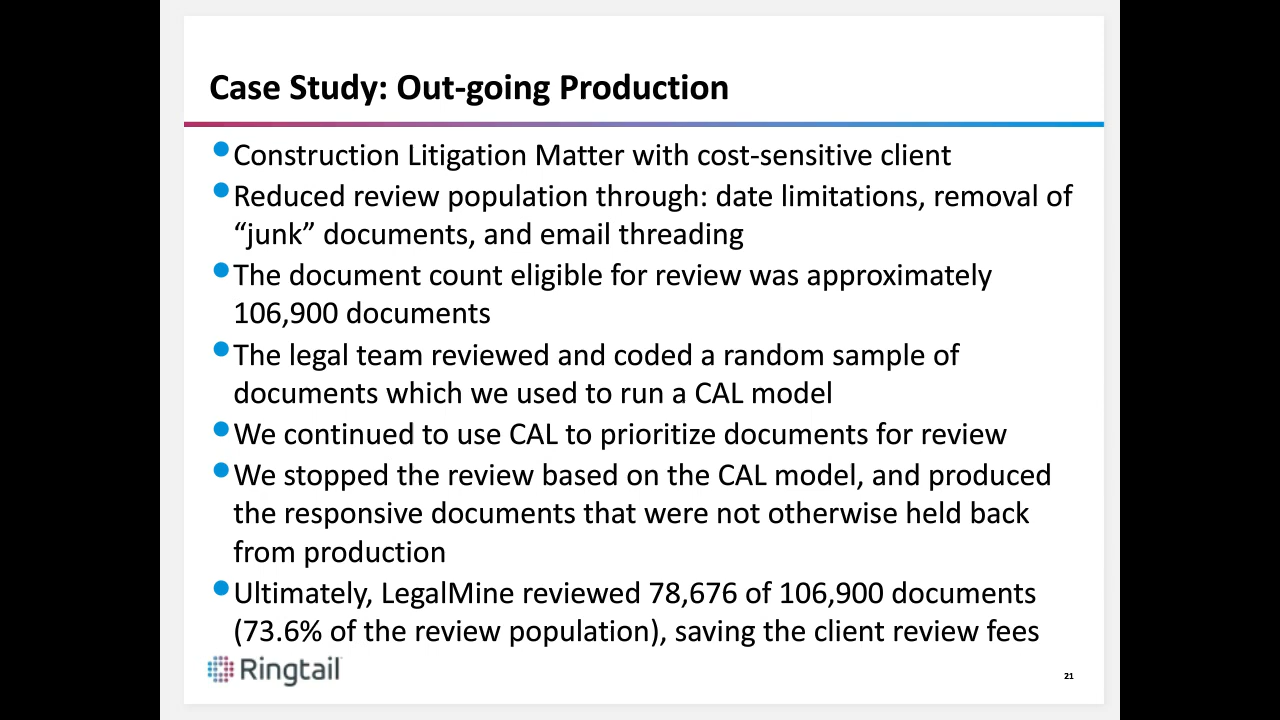 Case Study: Out-going Production
Construction Litigation Matter with cost-sensitive client
Reduced review population through: date limitations, removal of
“junk” documents, and email threading
The document count eligible for review was approximately
106,900 documents
The legal team reviewed and coded a random sample of
documents which we used to run a CAL model
We continued to use CAL to prioritize documents for review
We stopped the review based on the CAL model, and produced
the responsive documents that were not otherwise held back
from production
Ultimately, LegalMine reviewed 78,676 of 106,900 documents
(73.6% of the review population), saving the client review fees
Ringtail
21